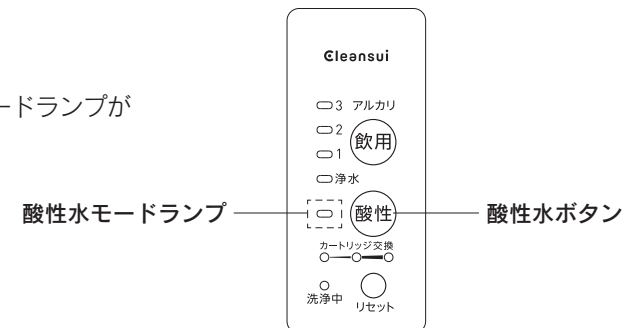 Cleansui
ードランプが
3 アルカリ
2
飲用
1
浄水
酸性水モードランプ
酸性
酸性水ボタン
カートリッジ交換
洗浄中
リセット